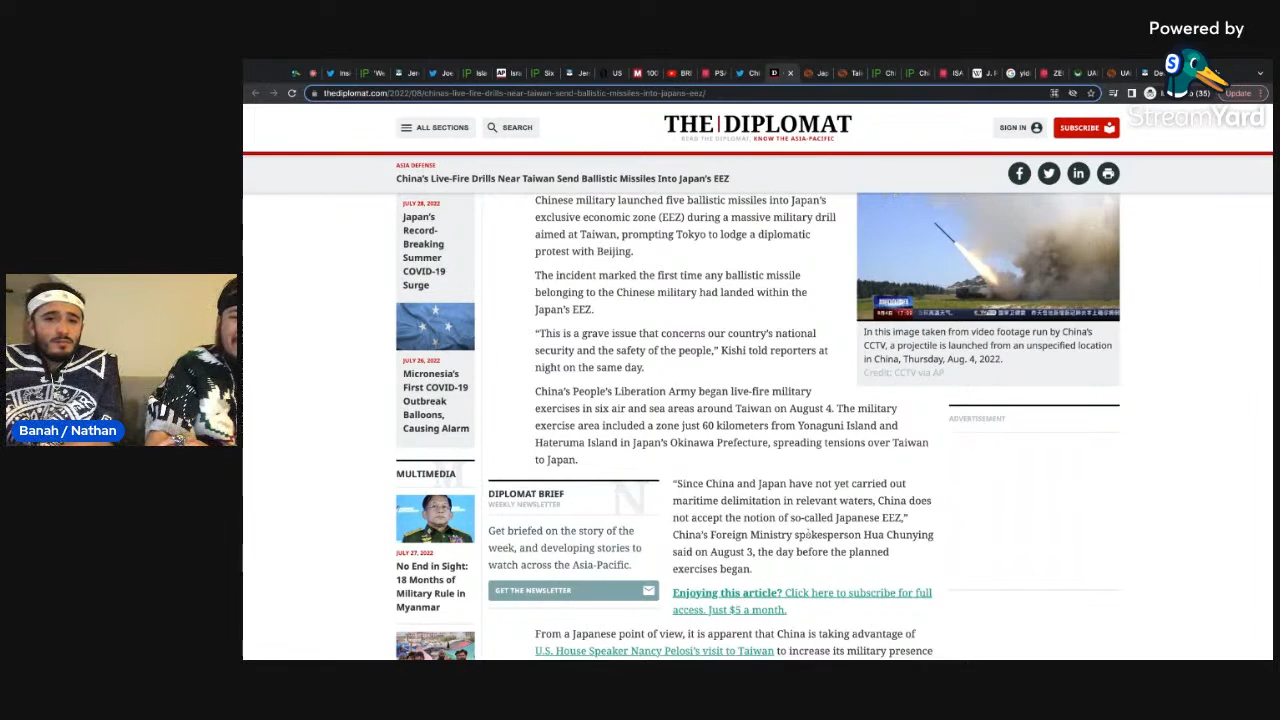 Powered by
StreamYard
thediplomat.com/2022/08/chinas-live-fire-drills-near-taiwan-send-ballistic-missiles-into-japans-eez/
Update
ALL SECTIONS
SEARCH
THE DIPLOMAT
READ THE DIPLOMAT, KNOW THE ASIA-PACIFIC
SIGN IN
SUBSCRIBE
ASIA DEFENSE
China's Live-Fire Drills Near Taiwan Send Ballistic Missiles Into Japan's EEZ
JULY 28, 2022
Japan's
Record-
Breaking
Summer
COVID-19
Surge
JULY 26, 2022
Micronesia's
First COVID-19
Outbreak
Balloons,
Causing Alarm
MULTIMEDIA
JULY 27, 2022
No End in Sight:
18 Months of
Military Rule in
Myanmar
Chinese military launched five ballistic missiles into Japan's
exclusive economic zone (EEZ) during a massive military drill
aimed at Taiwan, prompting Tokyo to lodge a diplomatic
protest with Beijing.
The incident marked the first time any ballistic missile
belonging to the Chinese military had landed within the
Japan's EEZ.
“This is a grave issue that concerns our country's national
security and the safety of the people,” Kishi told reporters at
night on the same day.
China's People's Liberation Army began live-fire military
exercises in six air and sea areas around Taiwan on August 4. The military
exercise area included a zone just 60 kilometers from Yonaguni Island and
Hateruma Island in Japan's Okinawa Prefecture, spreading tensions over Taiwan
to Japan.
In this image taken from video footage run by China's
CCTV, a projectile is launched from an unspecified location
in China, Thursday, Aug. 4, 2022.
Credit: CCTV via AP
ADVERTISEMENT
DIPLOMAT BRIEF
WEEKLY NEWSLETTER
N
Get briefed on the story of the
week, and developing stories to
watch across the Asia-Pacific.
GET THE NEWSLETTER
“Since China and Japan have not yet carried out
maritime delimitation in relevant waters, China does
not accept the notion of so-called Japanese EEZ,”
China's Foreign Ministry spokesperson Hua Chunying
said on August 3, the day before the planned
exercises began.
Enjoying this article? Click here to subscribe for full
access. Just $5 a month.
From a Japanese point of view, it is apparent that China is taking advantage of
U.S. House Speaker Nancy Pelosi's visit to Taiwan to increase its military presence
Banah / Nathan